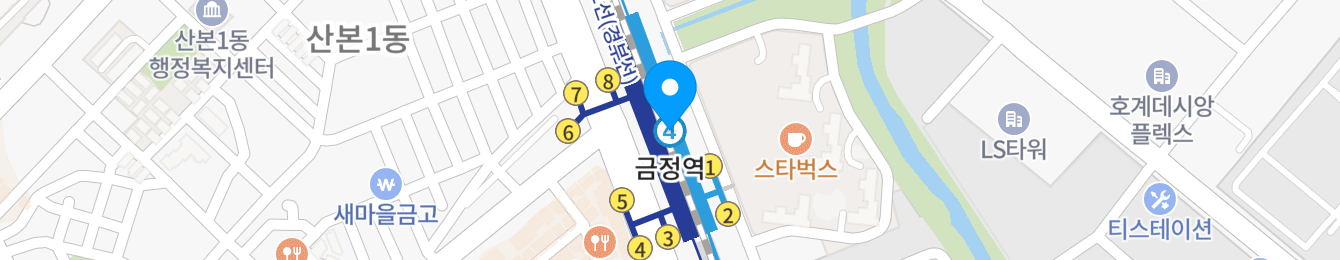 산본1동
행정복지센터
산본1동
선(경부선)
8
7
6
4
금정역
1
5
2
3
4
새마을금고
스타벅스
LS타워
호계데시앙
플렉스
티스테이션